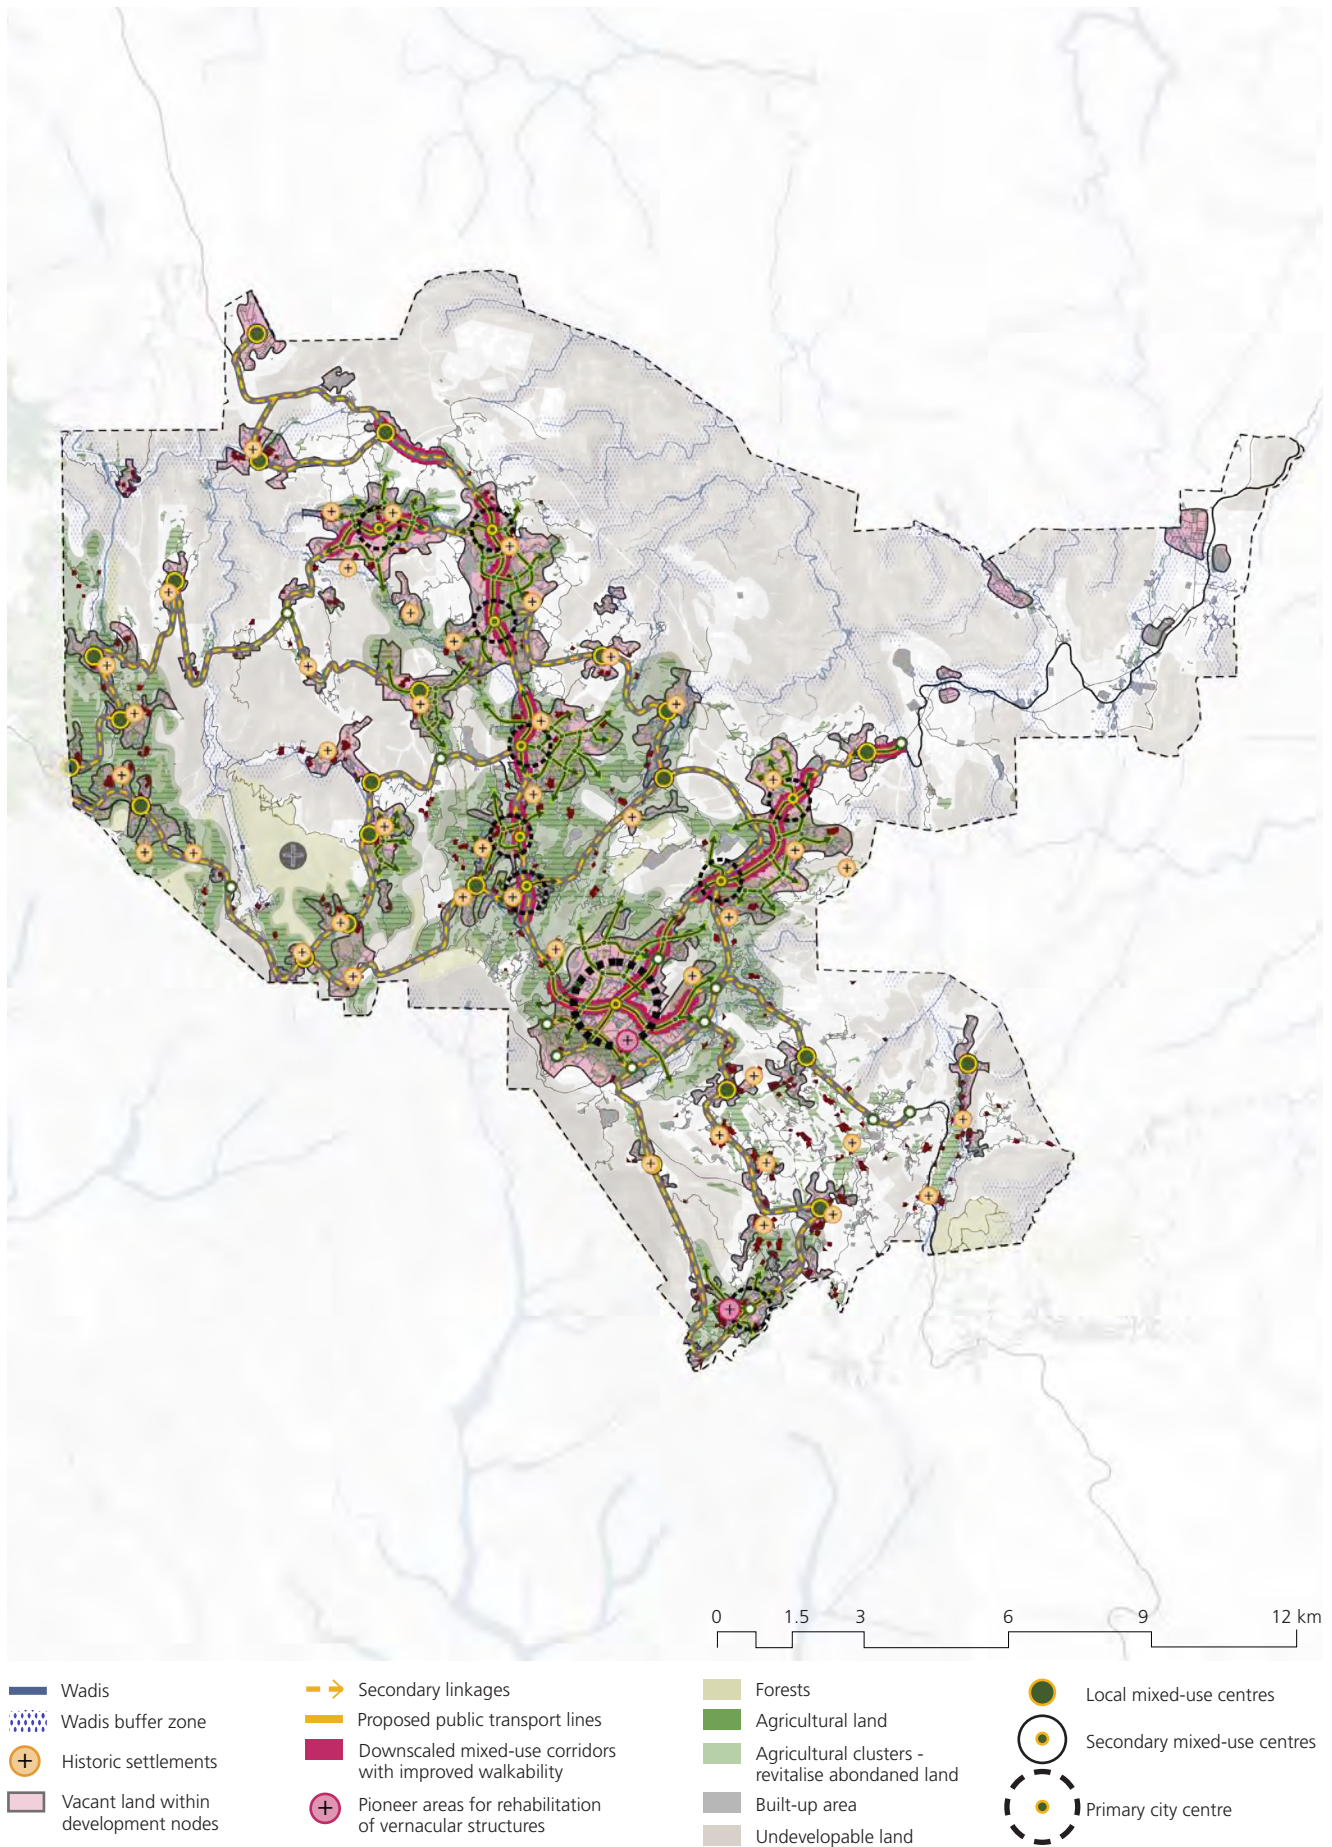 0 1.5 3 6 9 12 km
Wadis
Wadis buffer zone
Historic settlements
Vacant land within
development nodes
Secondary linkages
Proposed public transport lines
Downscaled mixed-use corridors
with improved walkability
Pioneer areas for rehabilitation
of vernacular structures
Forests
Agricultural land
Agricultural clusters -
revitalise abondaned land
Built-up area
Undevelopable land
Local mixed-use centres
Secondary mixed-use centres
Primary city centre